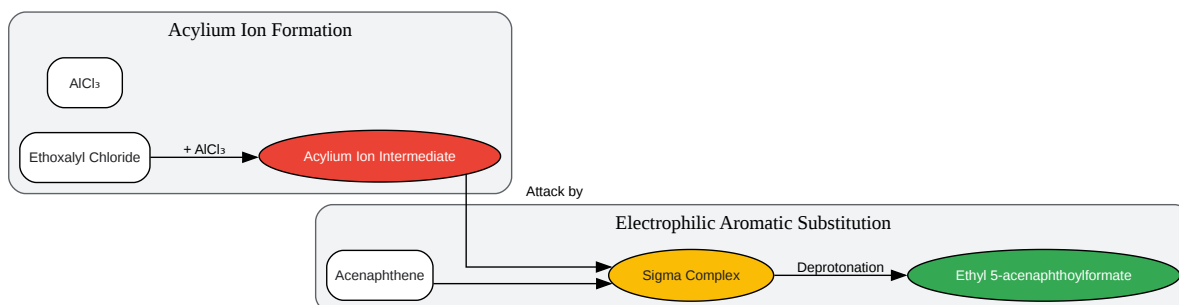 Acylium Ion Formation
AlCl₃
Ethoxalyl Chloride
+ AlCl₃
Acylium Ion Intermediate
Attack by
Electrophilic Aromatic Substitution
Acenaphthene
Sigma Complex
Deprotonation
Ethyl 5-acenaphthoylformate